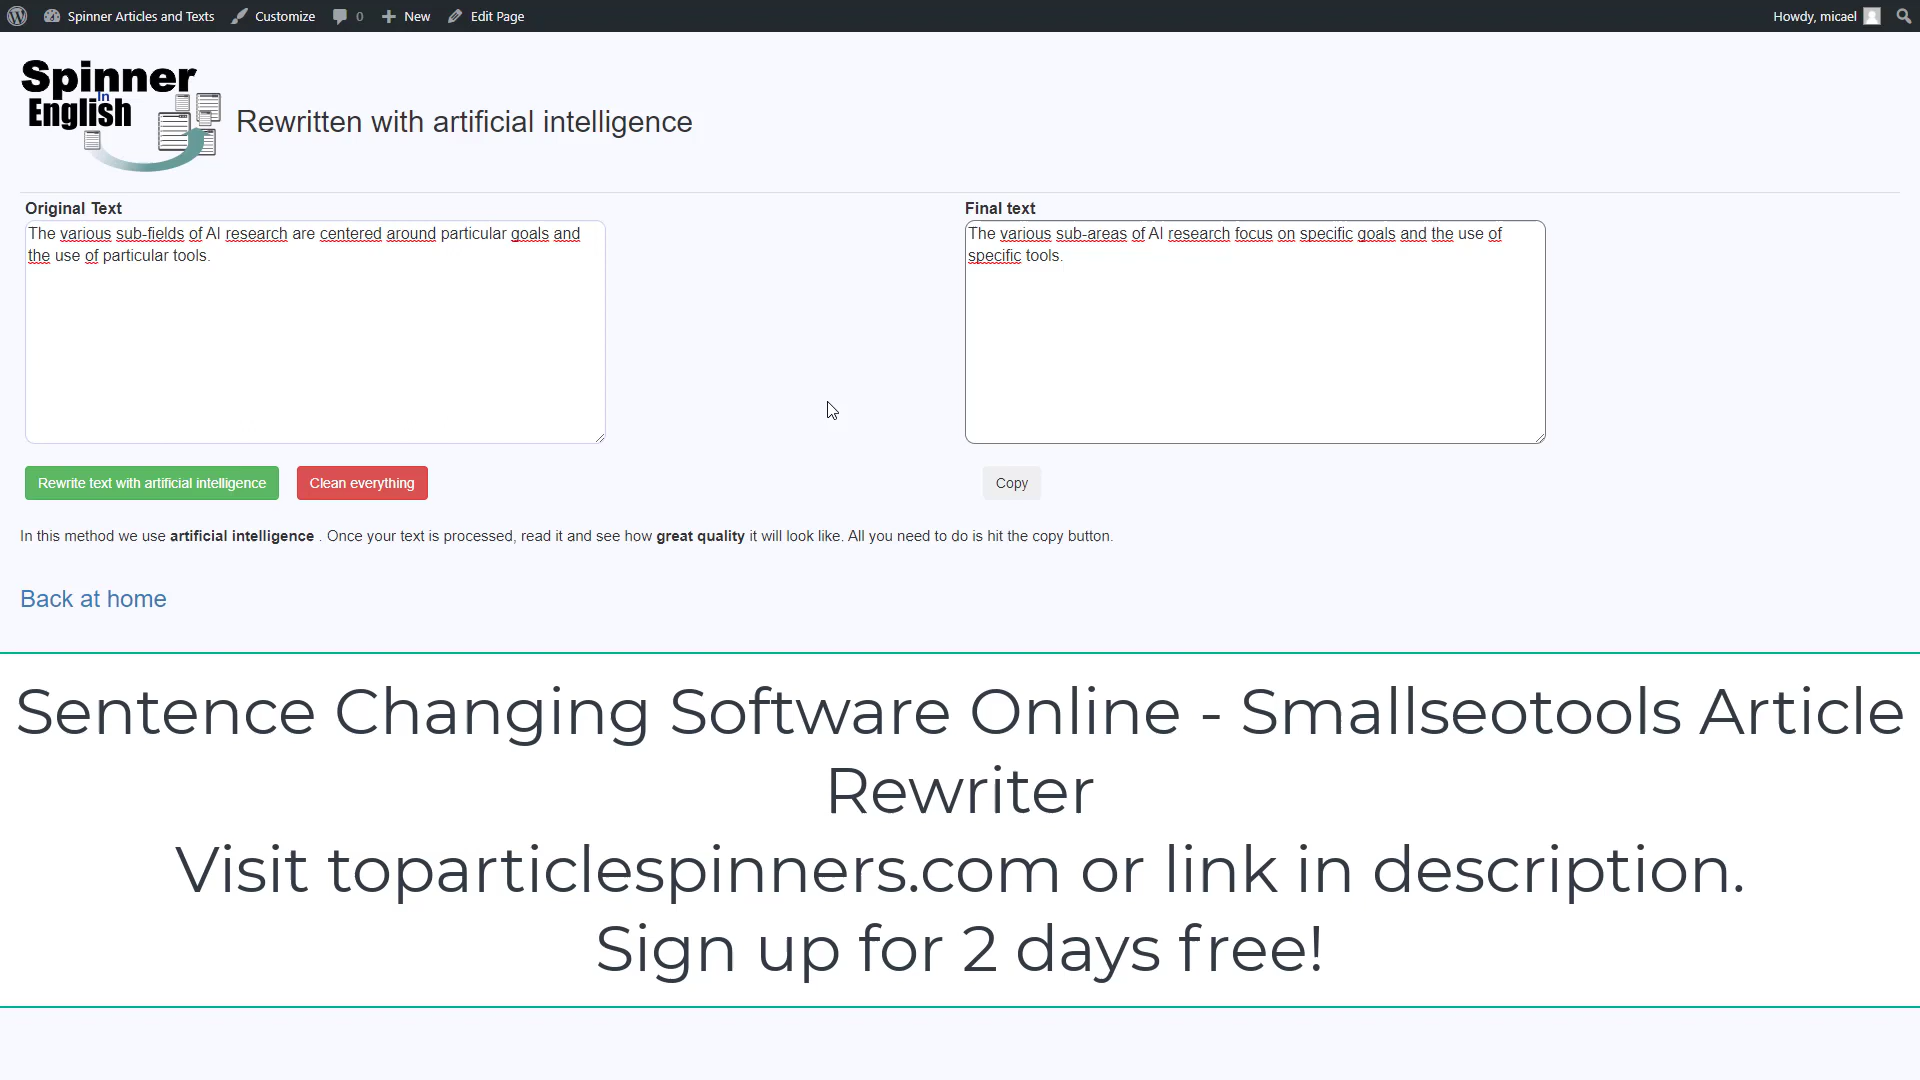 Spinner Articles and Texts Customize 0 New Edit Page Howdy, micael
Spinner
In
English
Rewritten with artificial intelligence
Original Text
The various sub-fields of AI research are centered around particular goals and
the use of particular tools.
Final text
The various sub-areas of AI research focus on specific goals and the use of
specific tools.
Rewrite text with artificial intelligence Clean everything Copy
In this method we use artificial intelligence . Once your text is processed, read it and see how great quality it will look like. All you need to do is hit the copy button.
Back at home
Sentence Changing Software Online - Smallseotools Article
Rewriter
Visit toparticlespinners.com or link in description.
Sign up for 2 days free!